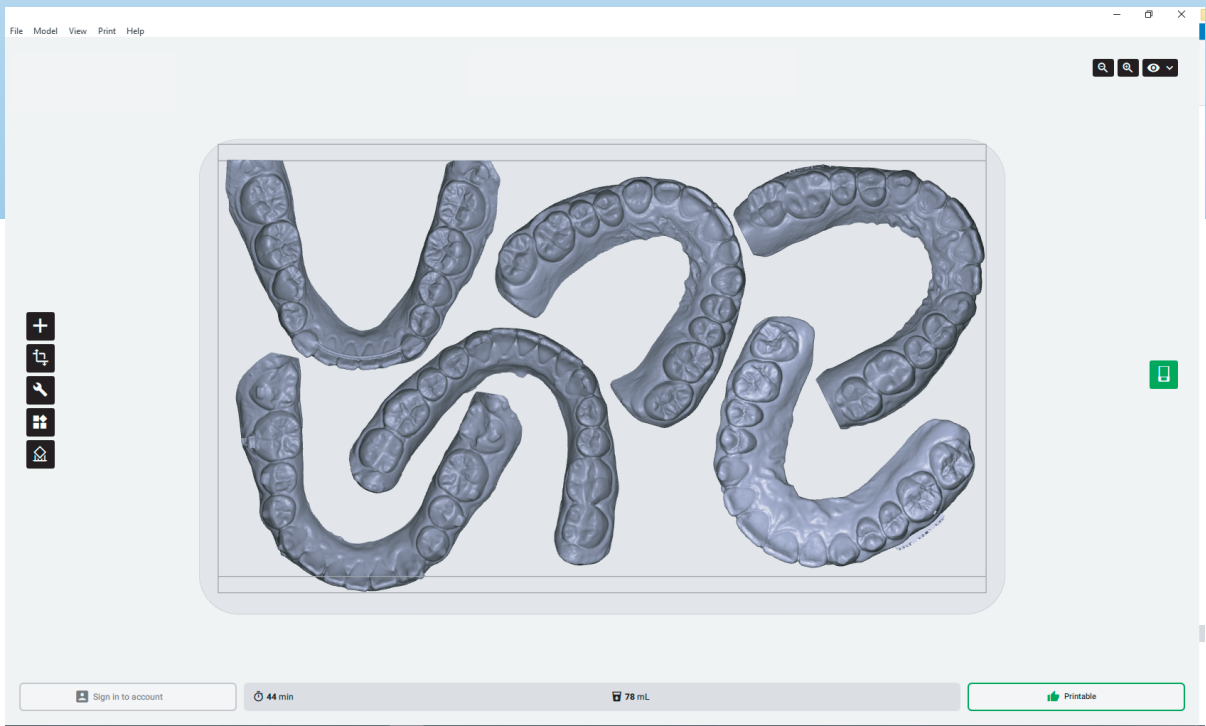 File Model View Print Help
Sign in to account
44 min
78 mL
Printable